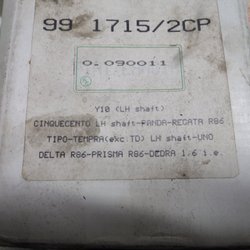 99 1715/2CP
0.090011
Y10 (LH shaft)
CINQUECENTO LH shaft-PANDA-REGATA R86
TIPO-TEMPRA(exc.TD) LH shaft-UNO
DELTA R86-PRISMA R86-DEDRA 1.6 i.e.